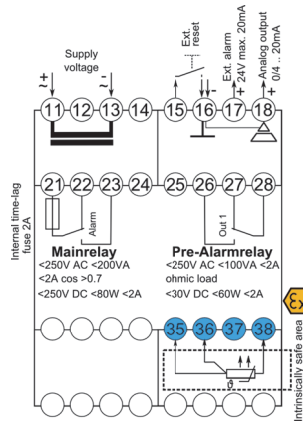 Supply
voltage
Ext.
reset
Ext. alarm
24V max. 20mA
Analog output
0/4 .. 20mA
~ +
~ -
- + +
11 12 13 14 15 16 17 18
21 22 23 24 25 26 27 28
Internal time-lag
fuse 2A
Alarm
Out 1
Mainrelay
<250V AC <200VA
<2A cos >0.7
<250V DC <80W <2A
Pre-Alarmrelay
<250V AC <100VA <2A
ohmic load
<30V DC <60W <2A
35 36 37 38
εx
ϑ
Intrinsically safe area